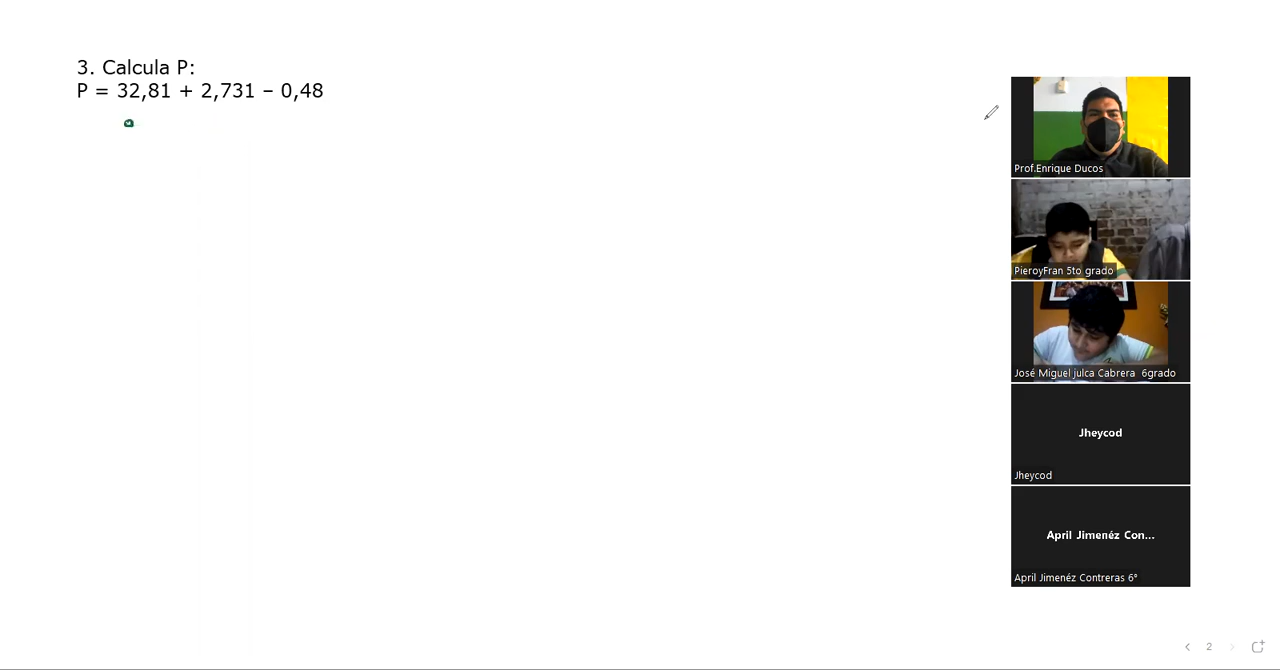 3. Calcula P:
P = 32,81 + 2,731 – 0,48
Prof.Enrique Ducos
PieroyFran 5to grado
José Miguel julca Cabrera 6grado
Jheycod
Jheycod
April Jimenéz Con...
April Jimenéz Contreras 6°
2